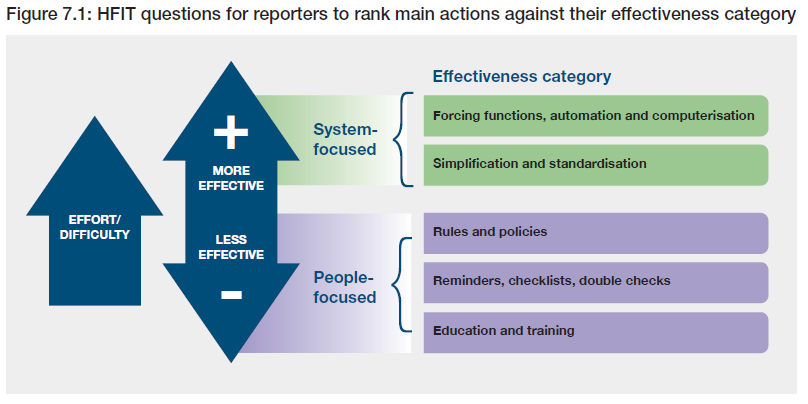 Figure 7.1: HFIT questions for reporters to rank main actions against their effectiveness category
Effectiveness category
+
MORE
EFFECTIVE
LESS
EFFECTIVE
-
EFFORT/
DIFFICULTY
System-
focused
Forcing functions, automation and computerisation
Simplification and standardisation
People-
focused
Rules and policies
Reminders, checklists, double checks
Education and training